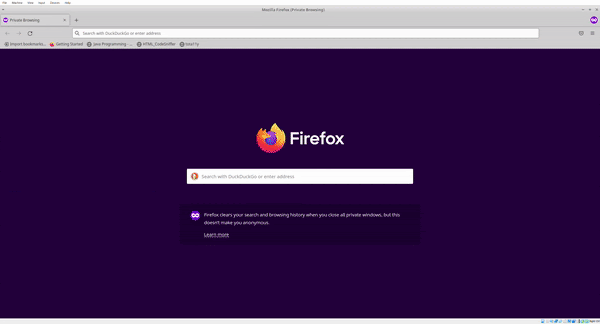 File Machine View Input Devices Help
Mozilla Firefox (Private Browsing)
Private Browsing
Search with DuckDuckGo or enter address
Import bookmarks... Getting Started Java Programming - ... HTML_CodeSniffer tota11y
Firefox
Search with DuckDuckGo or enter address
Firefox clears your search and browsing history when you close all private windows, but this
doesn't make you anonymous.
Learn more